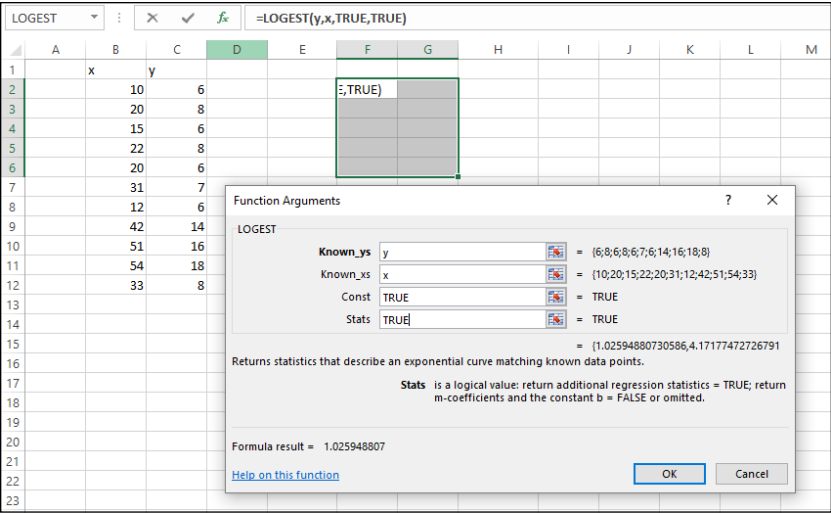 LOGEST fx =LOGEST(y,x,TRUE,TRUE)
A B C D E F G H I J K L M
1 x y
2 10 6 E,TRUE)
3 20 8
4 15 6
5 22 8
6 20 6
7 31 7
8 12 6
9 42 14
10 51 16
11 54 18
12 33 8
13
14
15
16
17
18
19
20
21
22
23
Function Arguments ?
LOGEST
Known_ys y = {6;8;6;8;6;7;6;14;16;18;8}
Known_xs x = {10;20;15;22;20;31;12;42;51;54;33}
Const TRUE = TRUE
Stats TRUE = TRUE
= {1.02594880730586,4.17177472726791
Returns statistics that describe an exponential curve matching known data points.
Stats is a logical value: return additional regression statistics = TRUE; return
m-coefficients and the constant b = FALSE or omitted.
Formula result = 1.025948807
Help on this function OK Cancel